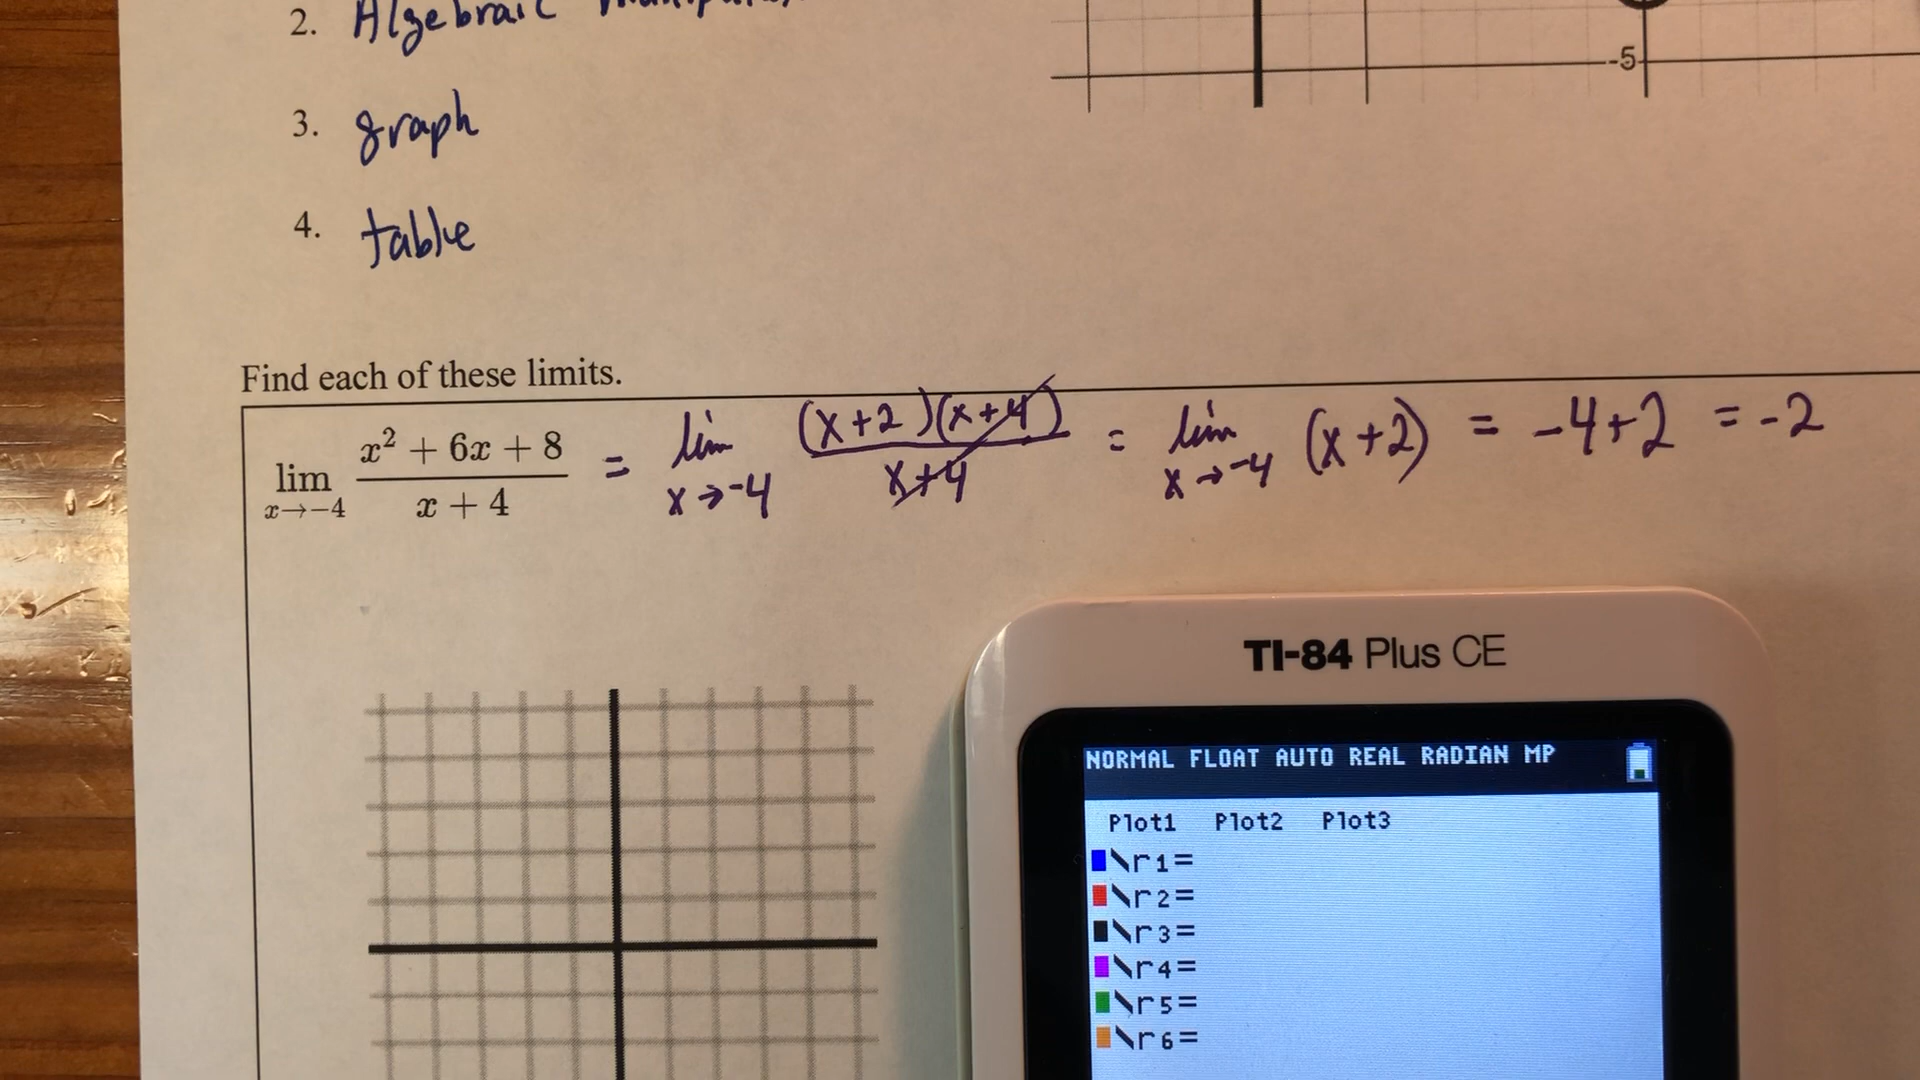 2. Algebraic
3. graph
4. table
-5
Find each of these limits.
lim x→-4 (x² + 6x + 8)/(x + 4) = lim x→-4 ((x+2)(x+4))/(x+4) = lim x→-4 (x+2) = -4+2 = -2
TI-84 Plus CE
NORMAL FLOAT AUTO REAL RADIAN MP
Plot1 Plot2 Plot3
\r1=
\r2=
\r3=
\r4=
\r5=
\r6=